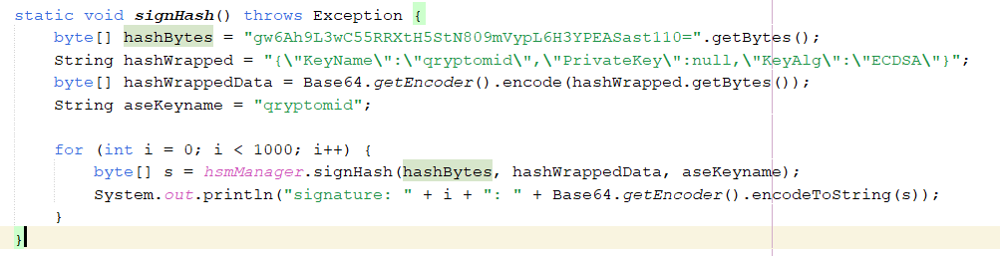 static void signHash() throws Exception {
byte[] hashBytes = "gw6Ah9L3wC55RRXtH5StN809mVypL6H3YPEASast110=".getBytes();
String hashWrapped = "{\"KeyName\":\"qryptomid\",\"PrivateKey\":null,\"KeyAlg\":\"ECDSA\"}";
byte[] hashWrappedData = Base64.getEncoder().encode(hashWrapped.getBytes());
String aseKeyname = "qryptomid";
for (int i = 0; i < 1000; i++) {
byte[] s = hsmManager.signHash(hashBytes, hashWrappedData, aseKeyname);
System.out.println("signature: " + i + ": " + Base64.getEncoder().encodeToString(s));
}
}